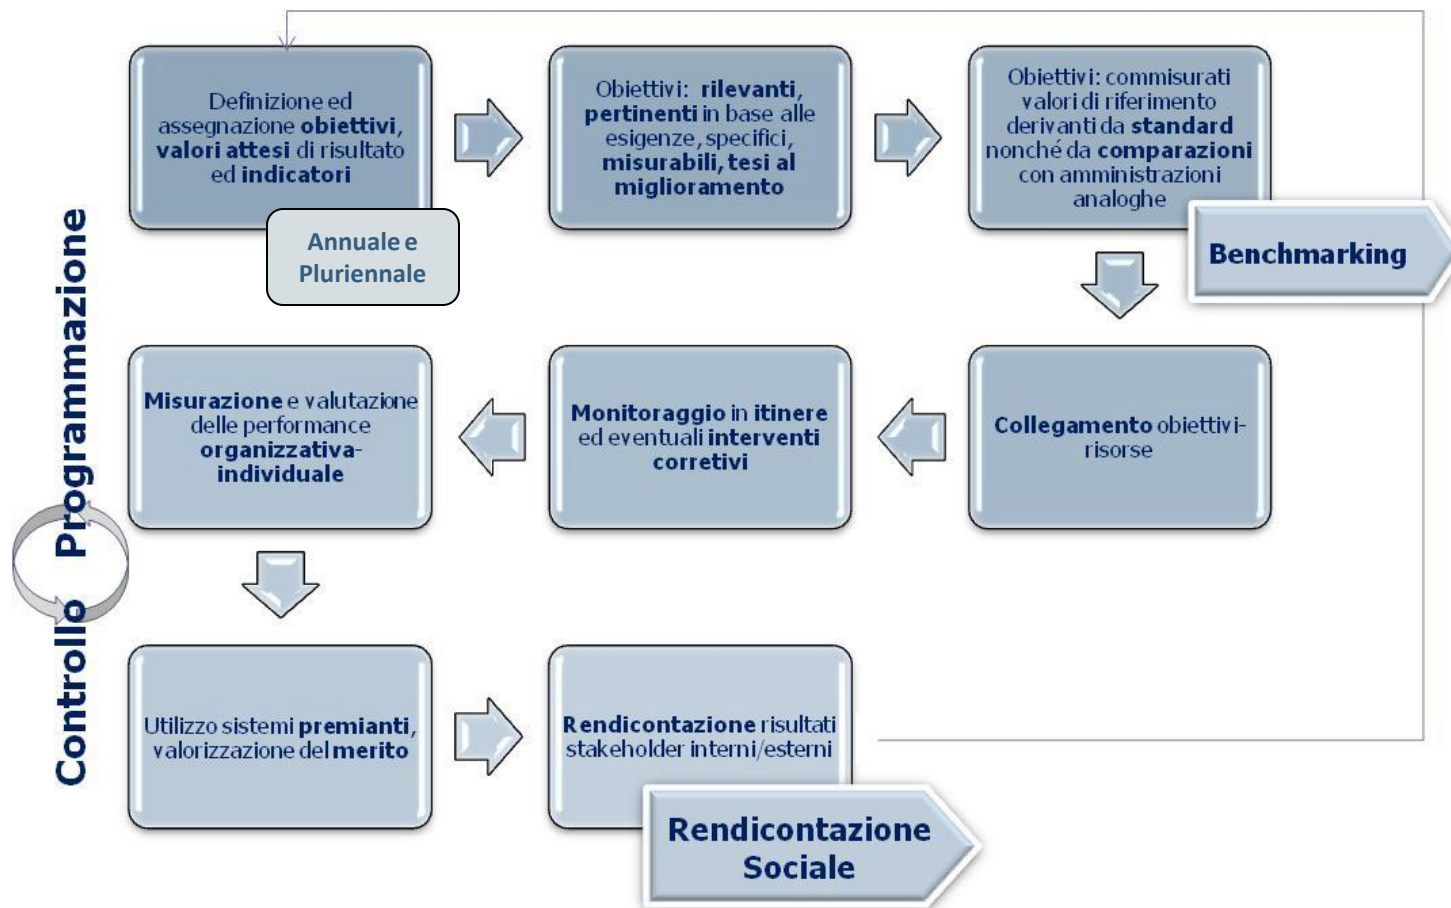 Definizione ed
assegnazione obiettivi,
valori attesi di risultato
ed indicatori
Annuale e
Pluriennale
Obiettivi: rilevanti,
pertinenti in base alle
esigenze, specifici,
misurabili, tesi al
miglioramento
Obiettivi: commisurati
valori di riferimento
derivanti da standard
nonché da comparazioni
con amministrazioni
analoghe
Benchmarking
Programmazione
Misurazione e valutazione
delle performance
organizzativa-
individuale
Monitoraggio in itinere
ed eventuali interventi
corretivi
Collegamento obiettivi-
risorse
Controllo
Utilizzo sistemi premianti,
valorizzazione del merito
Rendicontazione risultati
stakeholder interni/esterni
Rendicontazione
Sociale